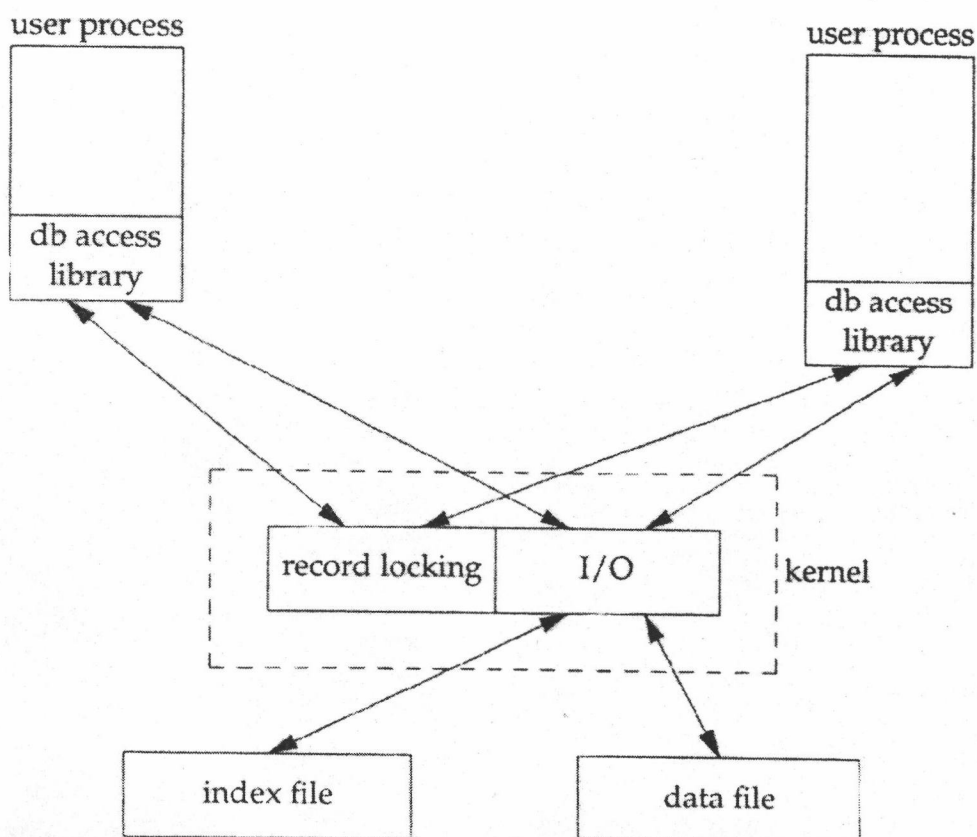 user process
user process
db access
library
db access
library
record locking
I/O
kernel
index file
data file